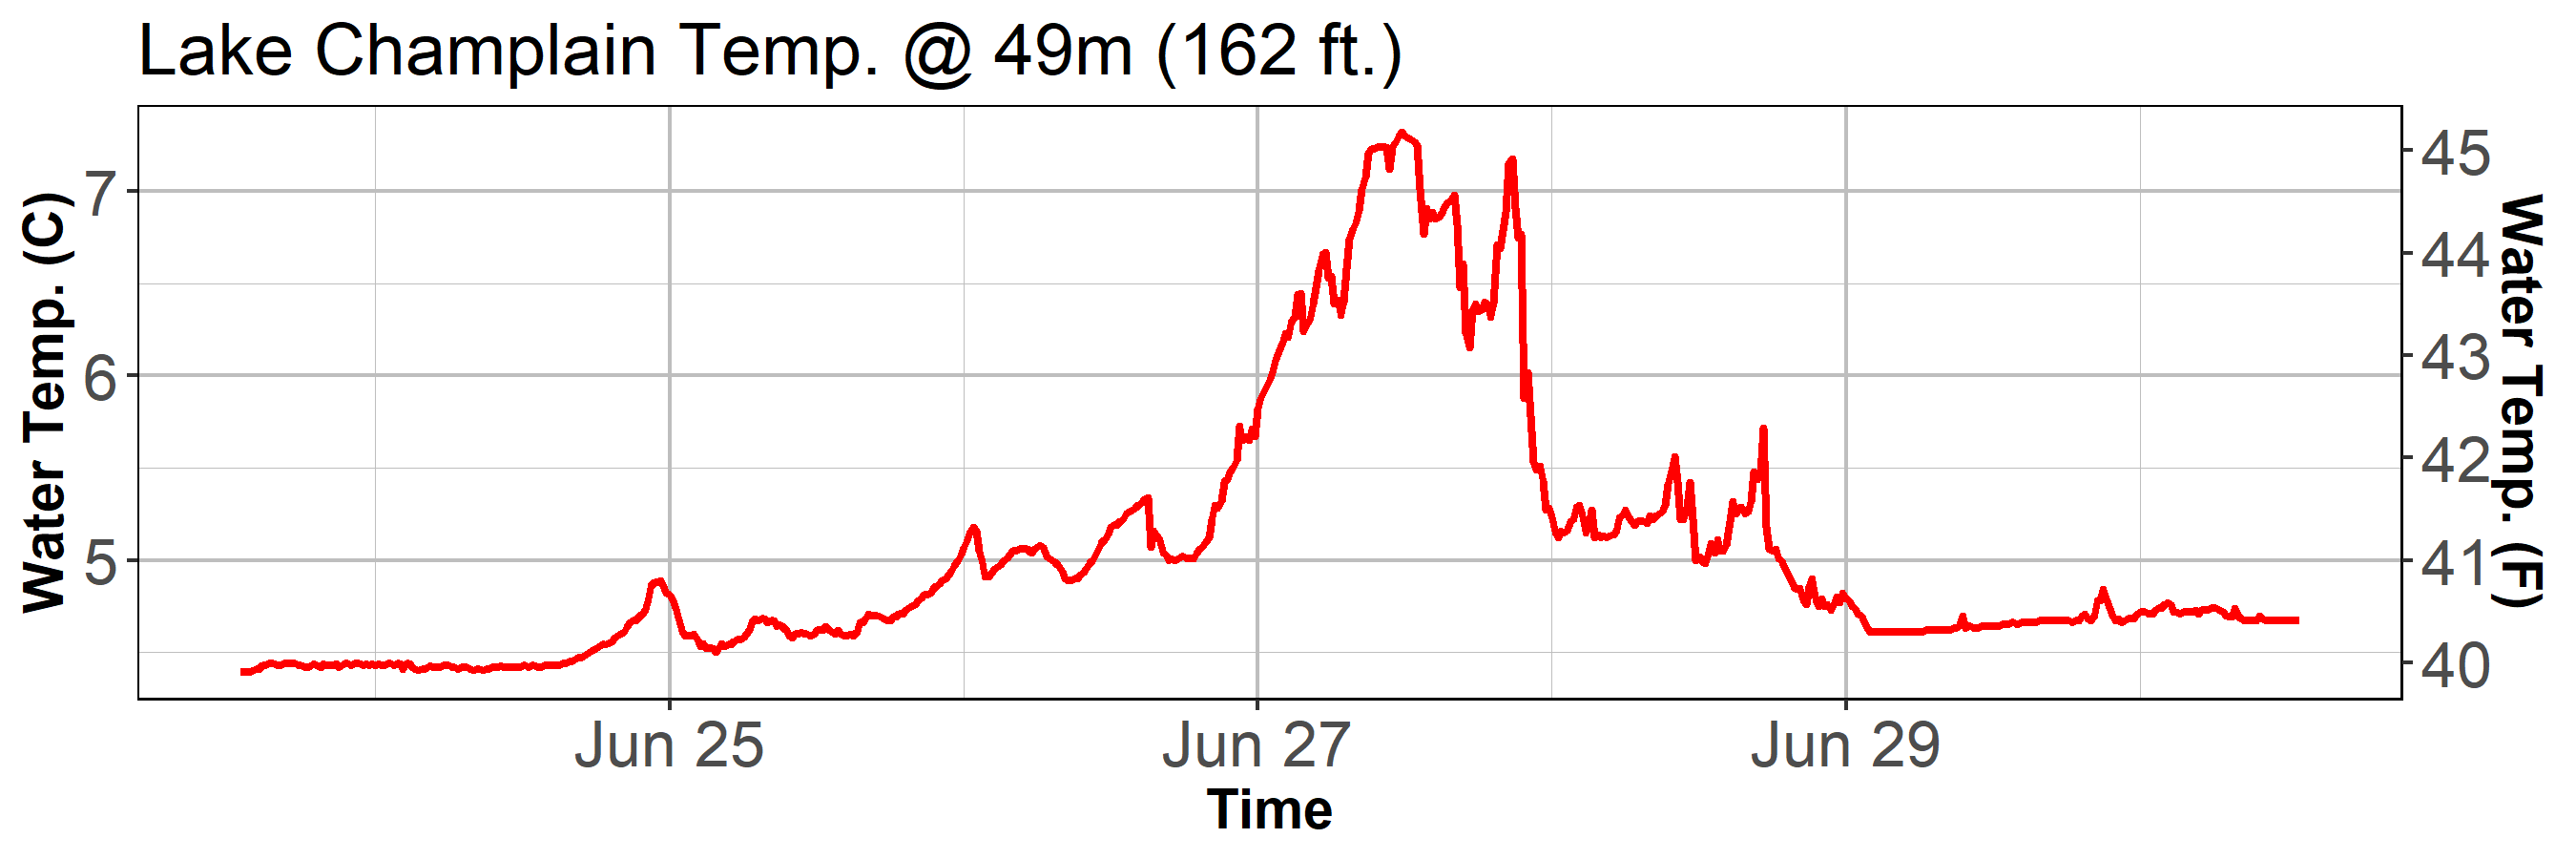 Lake Champlain Temp. @ 49m (162 ft.)
Water Temp. (C)
7
6
5
45
44
43
42
41
40
Water Temp. (F)
Jun 25
Jun 27
Jun 29
Time